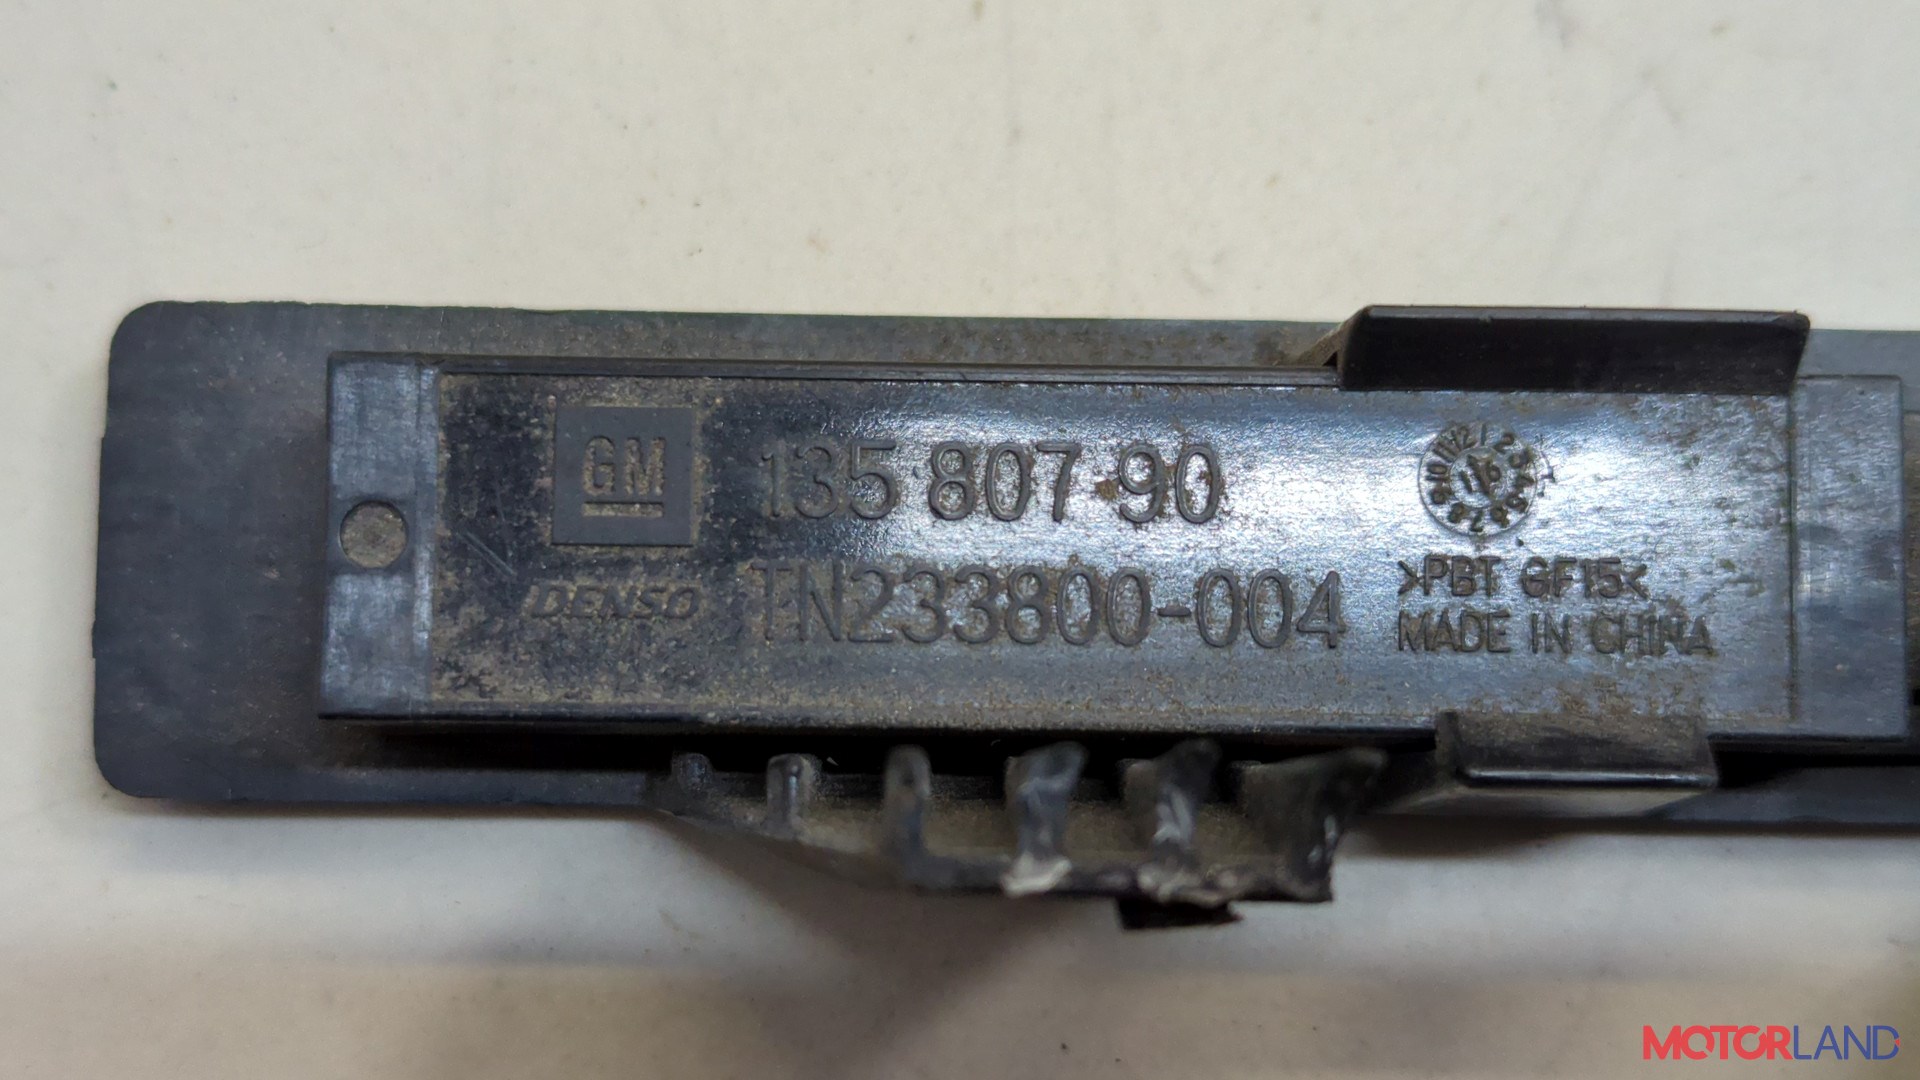 GM 135 807 90
DENSO TN233800-004
>PBT GF15<
MADE IN CHINA
MOTORLAND